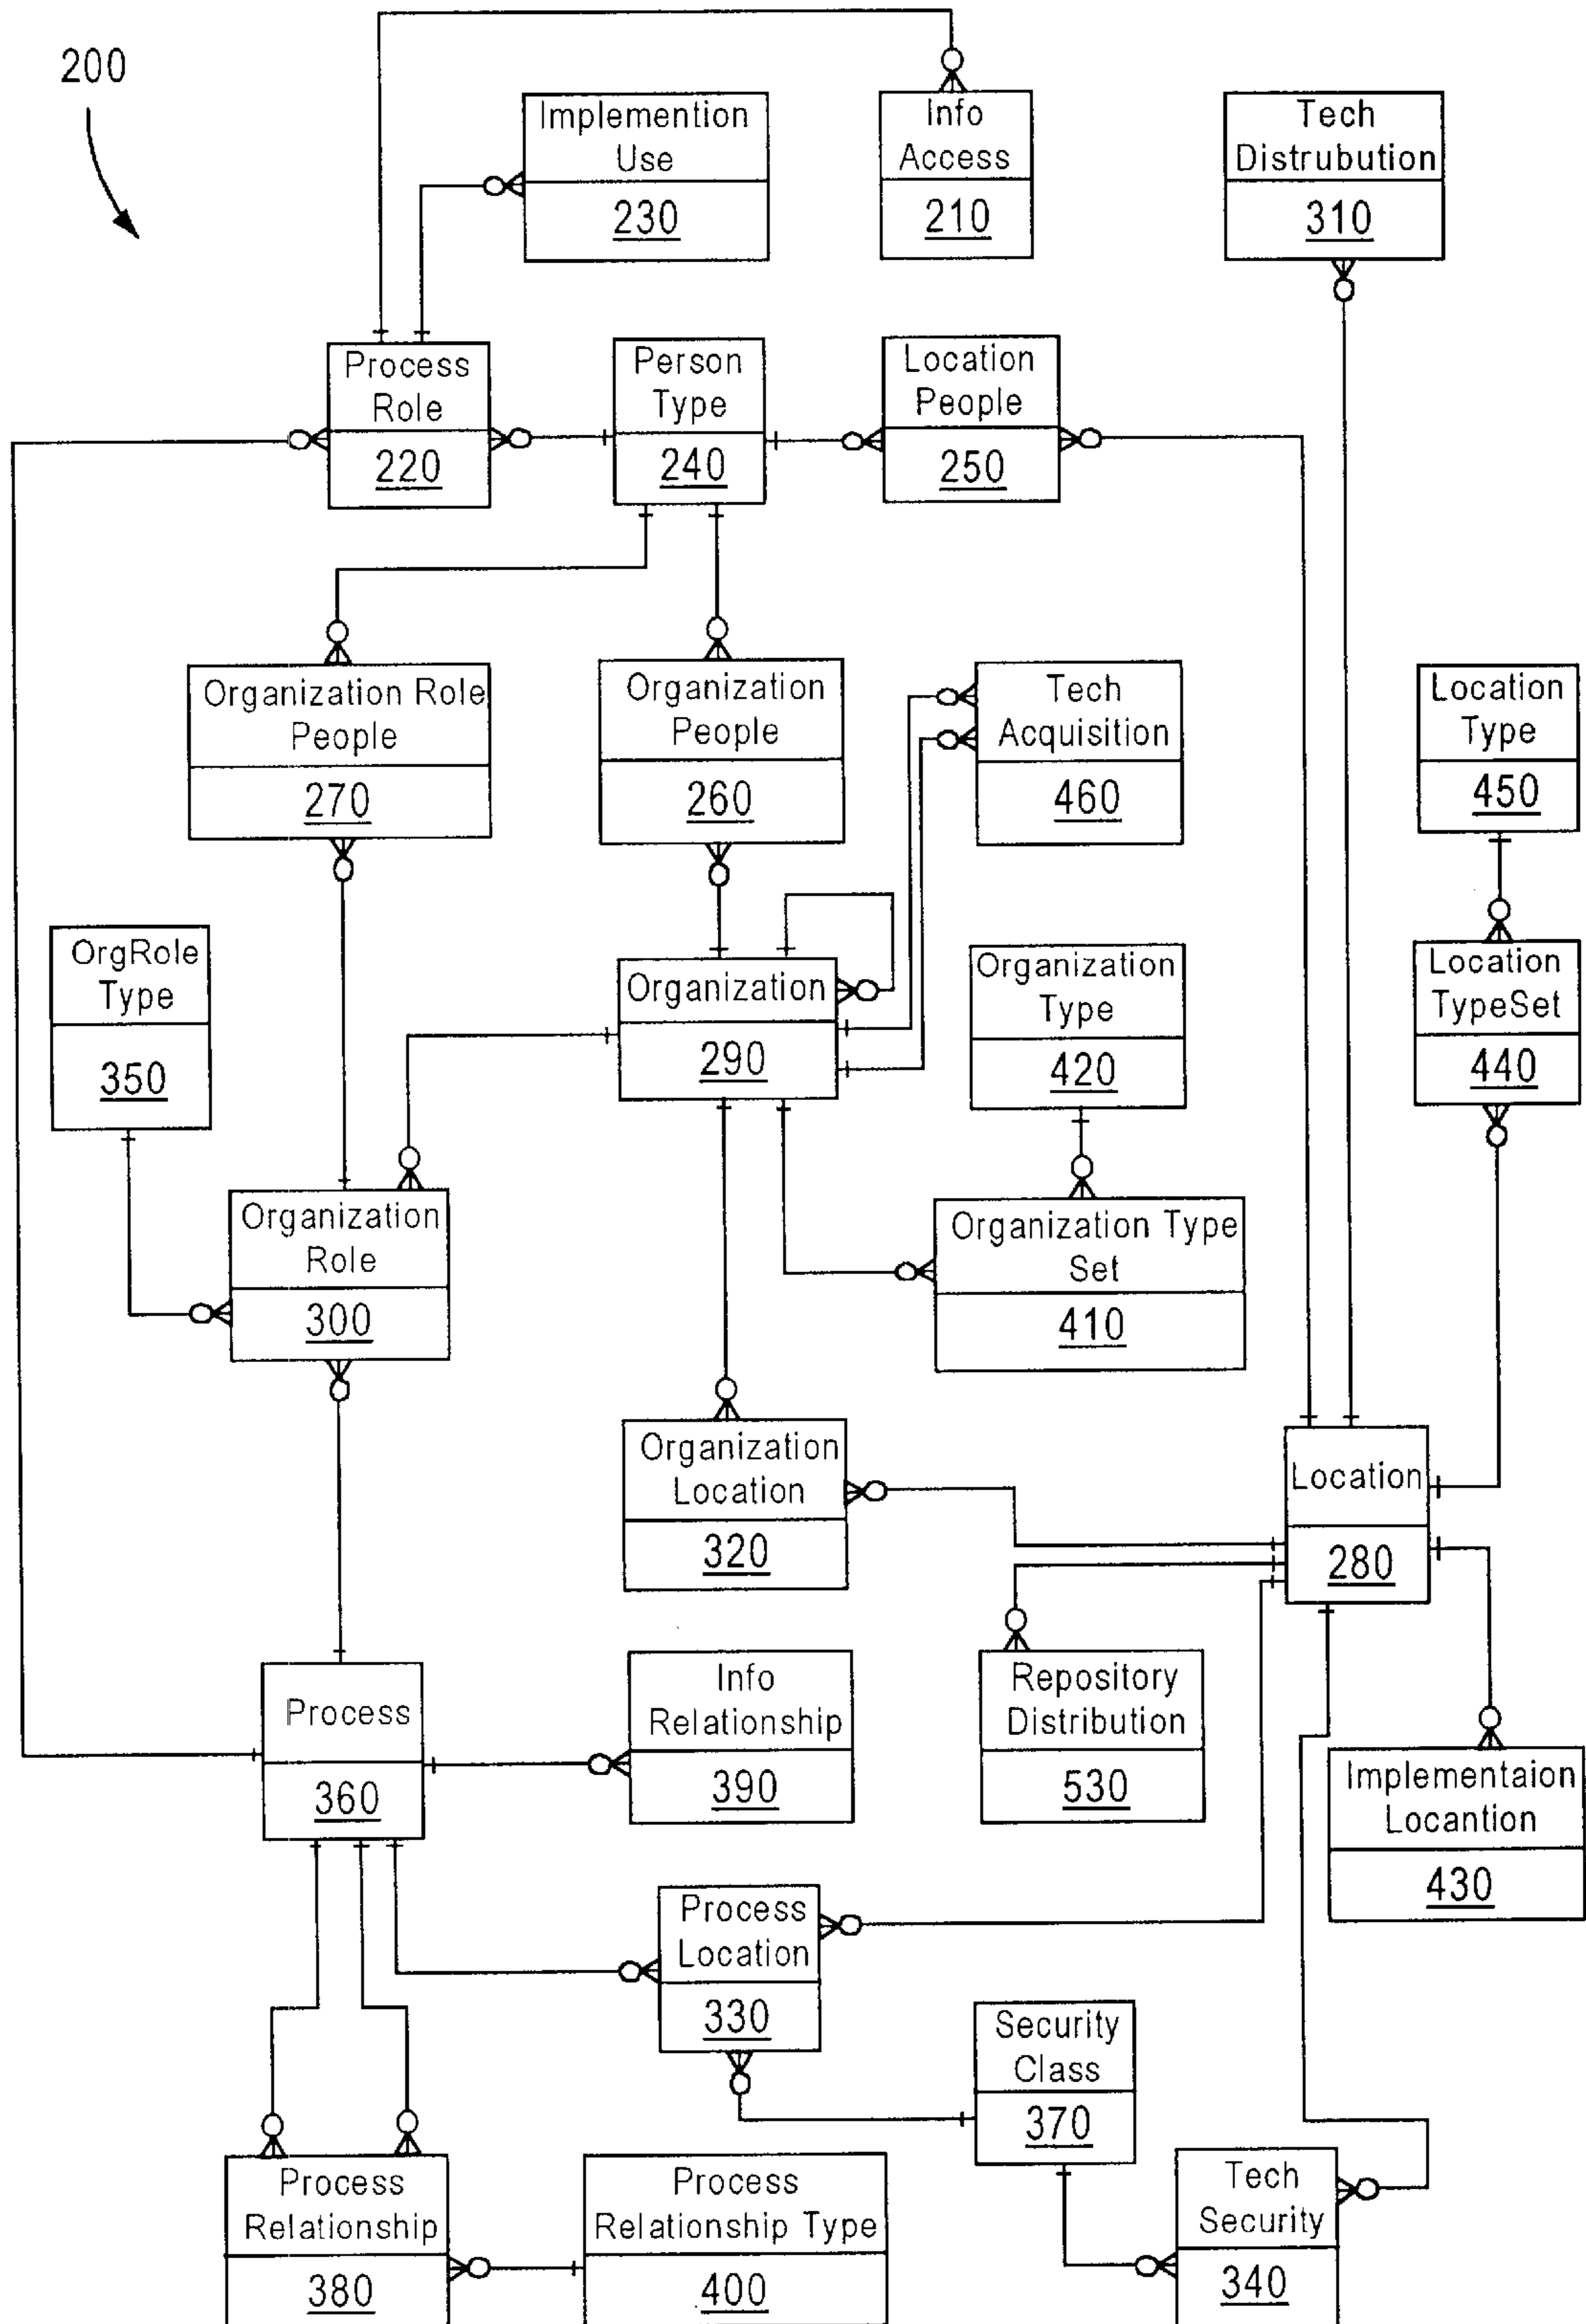 200
Implemention
Use
230
Info
Access
210
Tech
Distrubution
310
Process
Role
220
Person
Type
240
Location
People
250
Organization Role
People
270
Organization
People
260
Tech
Acquisition
460
Location
Type
450
OrgRole
Type
350
Organization
290
Organization
Type
420
Location
TypeSet
440
Organization
Role
300
Organization Type
Set
410
Organization
Location
320
Location
280
Process
360
Info
Relationship
390
Repository
Distribution
530
Implementaion
Locantion
430
Process
Location
330
Security
Class
370
Process
Relationship
380
Process
Relationship Type
400
Tech
Security
340